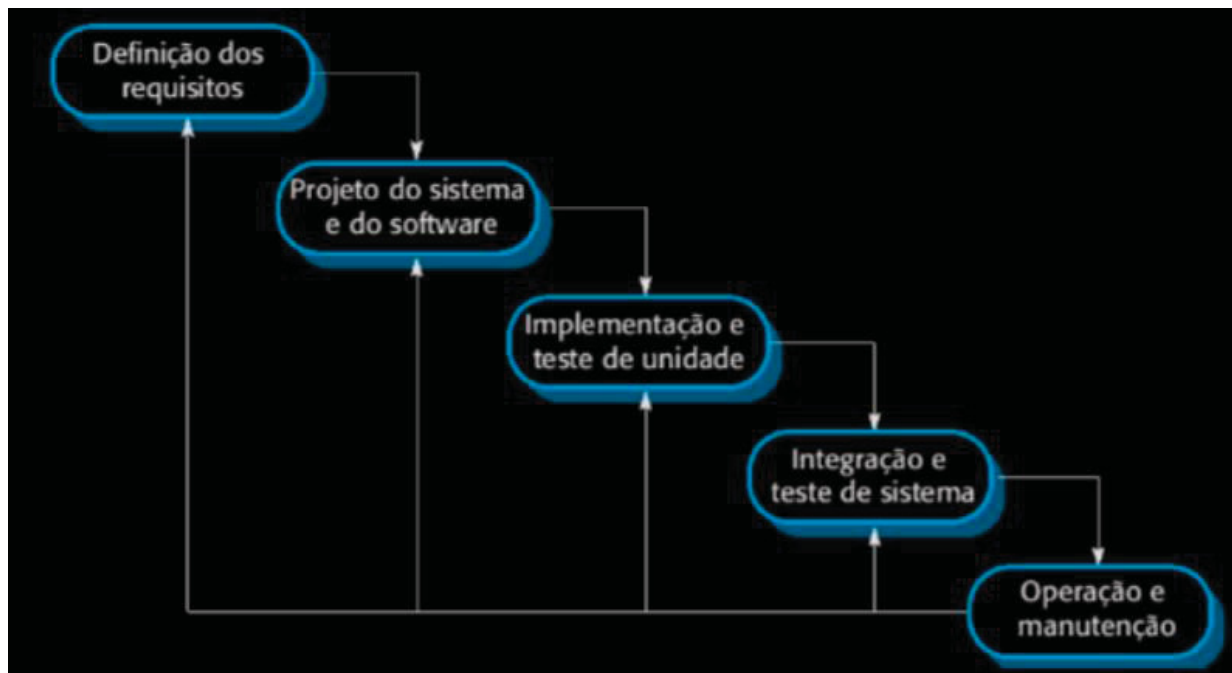 Definição dos
requisitos
Projeto do sistema
e do software
Implementação e
teste de unidade
Integração e
teste de sistema
Operação e
manutenção